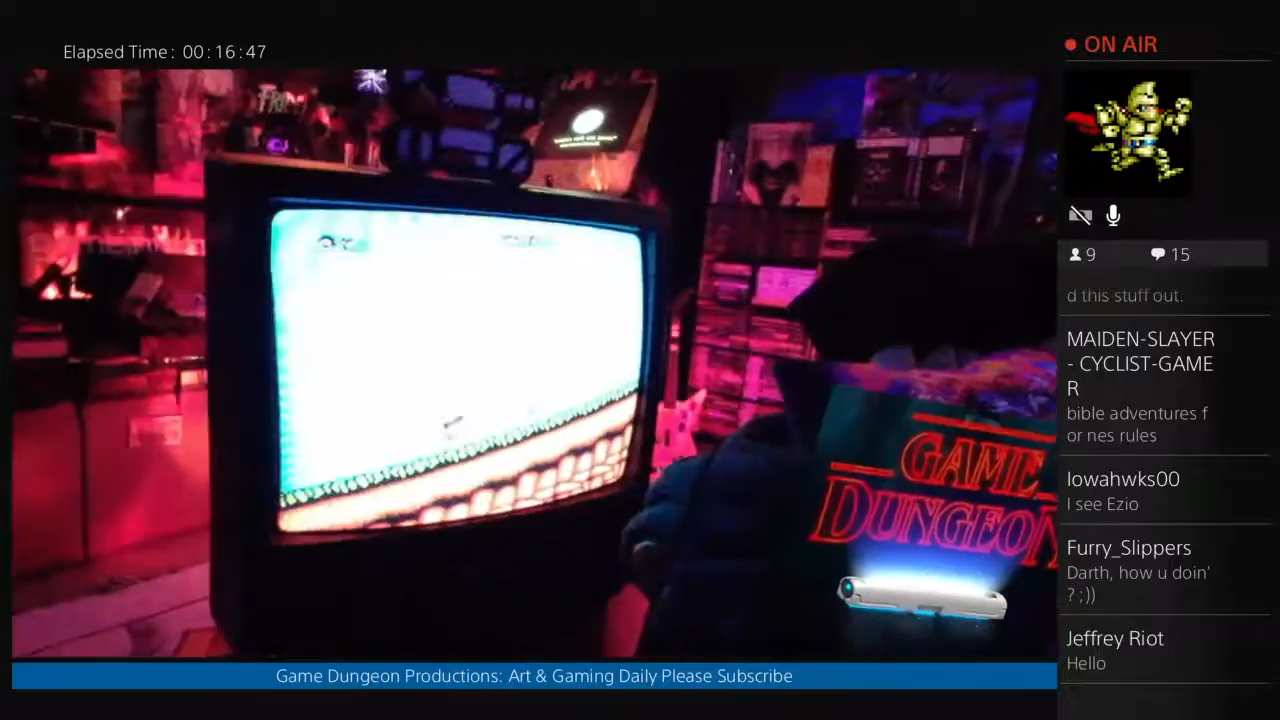 Elapsed Time: 00:16:47
ON AIR
9
15
d this stuff out.
MAIDEN-SLAYER
- CYCLIST-GAME
R
bible adventures f
or nes rules
Iowahwks00
I see Ezio
Furry_Slippers
Darth, how u doin'
? ;))
Jeffrey Riot
Hello
GAME
DUNGEON
Game Dungeon Productions: Art & Gaming Daily Please Subscribe